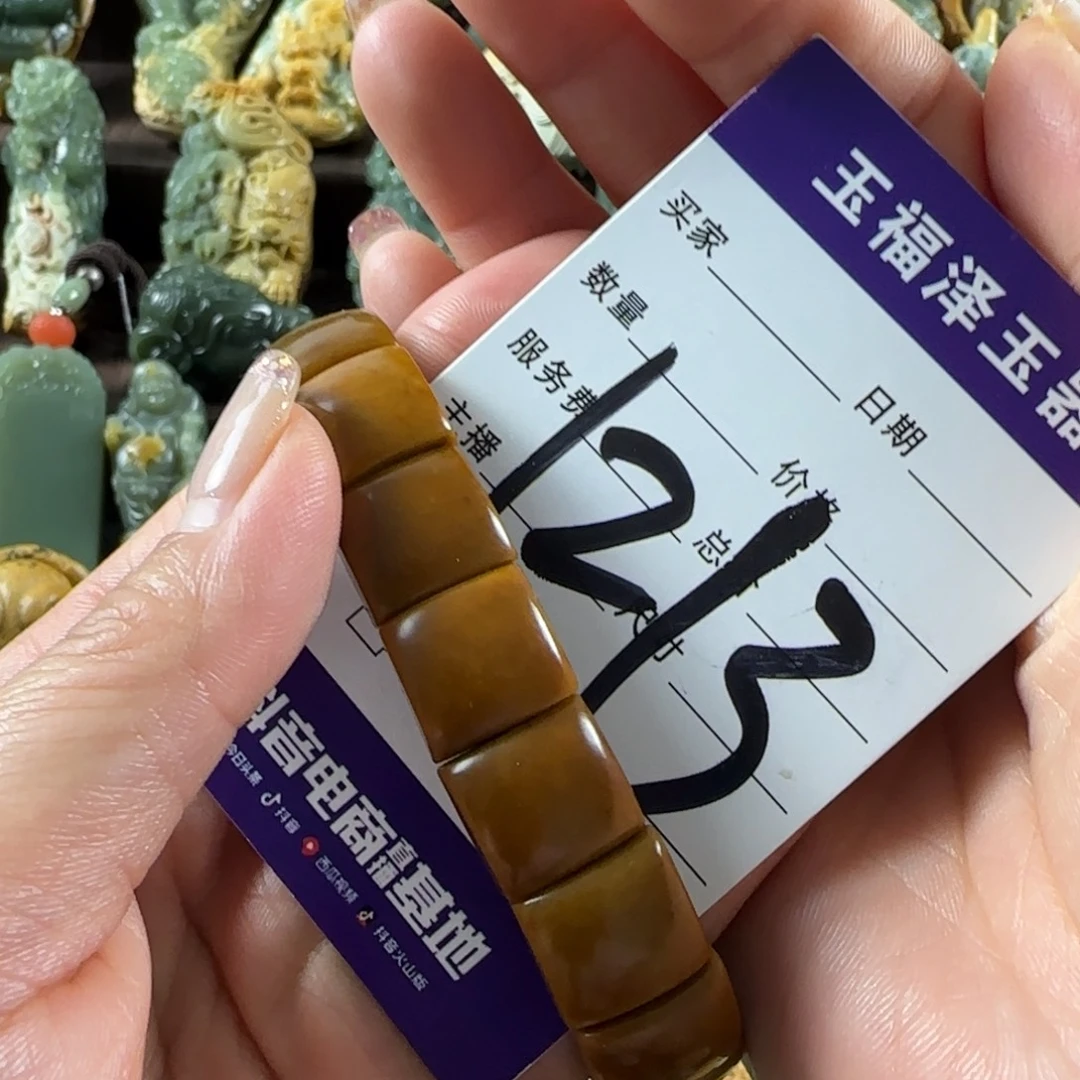 玉福泽玉器
买家
日期
数量
价格
服务费
总
主播
尺寸
1213
抖音电商直播基地
今日头条 抖音 西瓜视频 抖音火山版